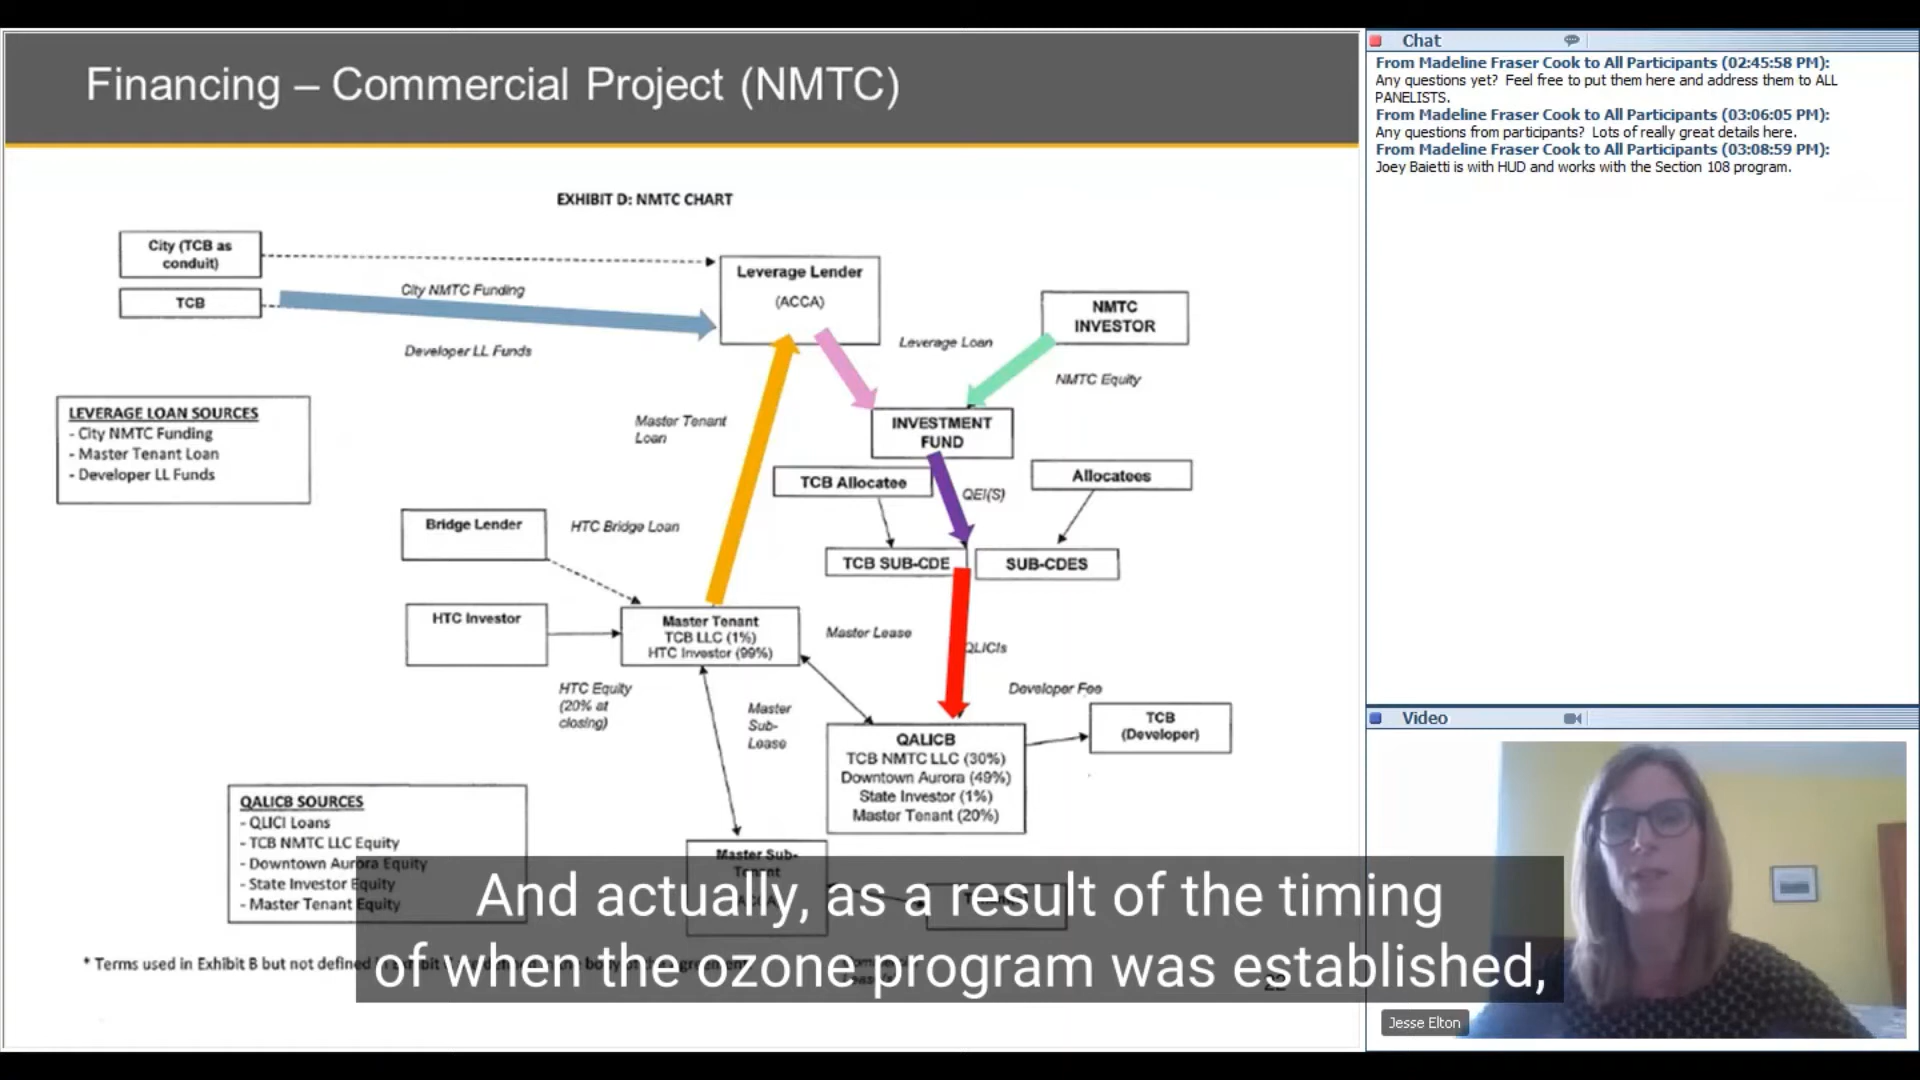 Financing – Commercial Project (NMTC)
EXHIBIT D: NMTC CHART
City (TCB as
conduit)
TCB
City NMTC Funding
Developer LL Funds
Leverage Lender
(ACCA)
NMTC
INVESTOR
Leverage Loan
NMTC Equity
LEVERAGE LOAN SOURCES
- City NMTC Funding
- Master Tenant Loan
- Developer LL Funds
Master Tenant
Loan
INVESTMENT
FUND
TCB Allocatee
QEI(S)
Allocatees
Bridge Lender
HTC Bridge Loan
TCB SUB-CDE
SUB-CDES
HTC Investor
Master Tenant
TCB LLC (1%)
HTC Investor (99%)
Master Lease
QLICIs
HTC Equity
(20% at
closing)
Master
Sub-
Lease
Developer Fee
TCB
(Developer)
QALICB
TCB NMTC LLC (30%)
Downtown Aurora (49%)
State Investor (1%)
Master Tenant (20%)
QALICB SOURCES
- QLICI Loans
- TCB NMTC LLC Equity
- Downtown Aurora Equity
- State Investor Equity
- Master Tenant Equity
Master Sub-
Tenant
* Terms used in Exhibit B but not defined
22
And actually, as a result of the timing
of when the ozone program was established,
Chat
From Madeline Fraser Cook to All Participants (02:45:58 PM):
Any questions yet? Feel free to put them here and address them to ALL
PANELISTS.
From Madeline Fraser Cook to All Participants (03:06:05 PM):
Any questions from participants? Lots of really great details here.
From Madeline Fraser Cook to All Participants (03:08:59 PM):
Joey Baietti is with HUD and works with the Section 108 program.
Video
Jesse Elton